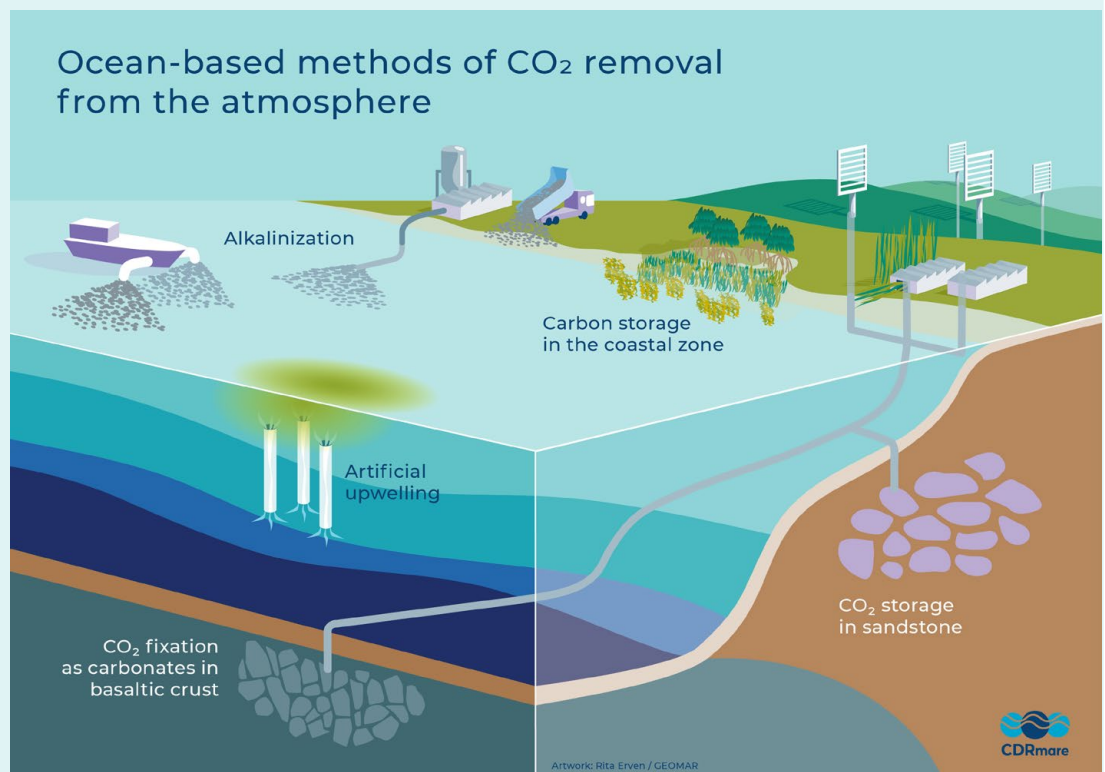 Ocean-based methods of CO₂ removal
from the atmosphere
Alkalinization
Carbon storage
in the coastal zone
Artificial
upwelling
CO₂ storage
in sandstone
CO₂ fixation
as carbonates in
basaltic crust
CDRmare
Artwork: Rita Erven / GEOMAR